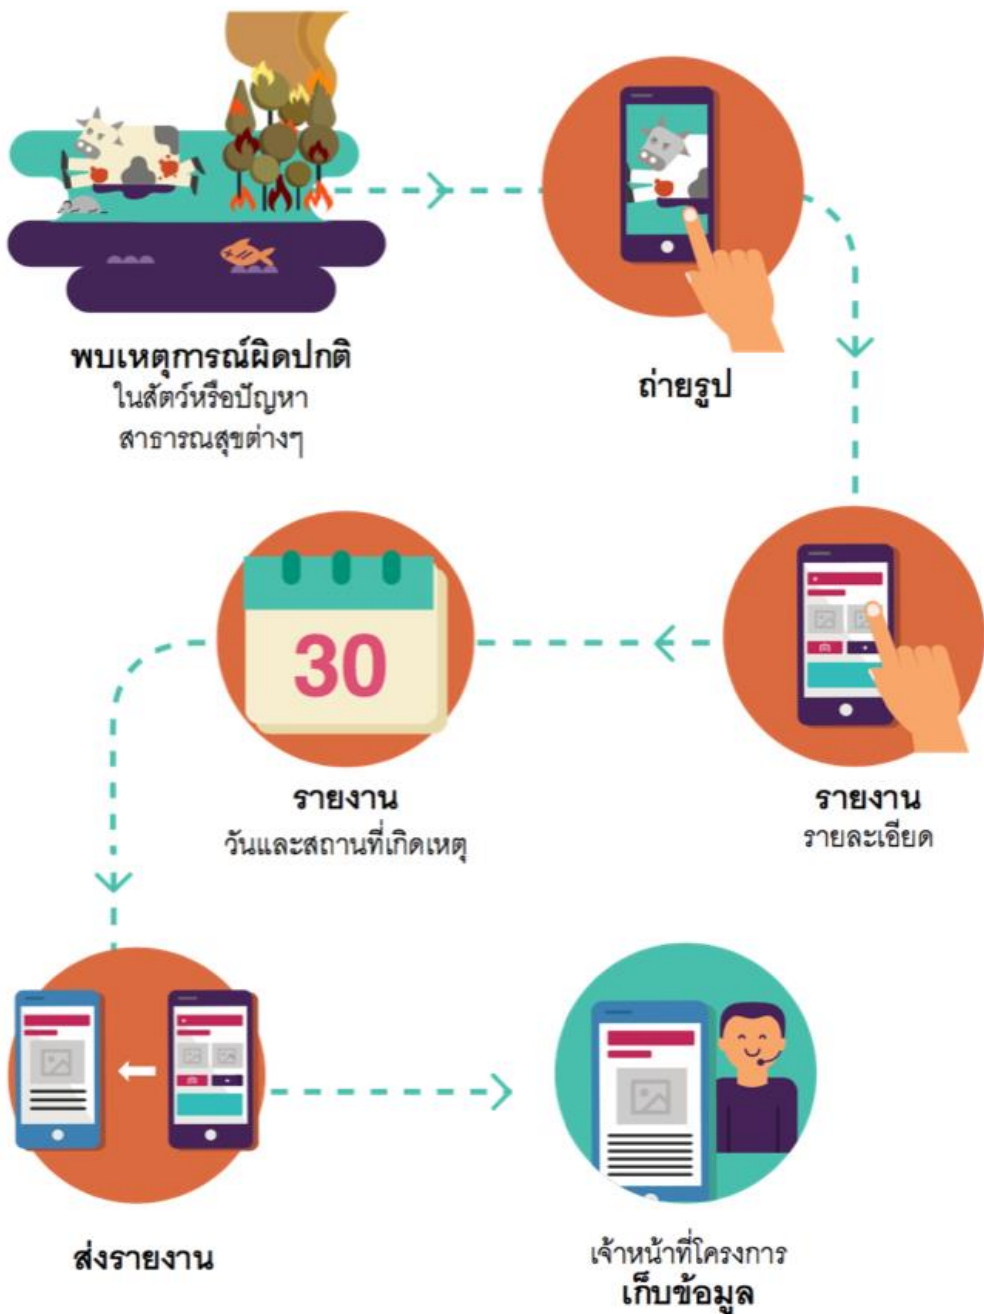 พบเหตุการณ์ผิดปกติ
ในสัตว์หรือปัญหา
สาธารณสุขต่างๆ
ถ่ายรูป
รายงาน
รายละเอียด
30
รายงาน
วันและสถานที่เกิดเหตุ
ส่งรายงาน
เจ้าหน้าที่โครงการ
เก็บข้อมูล